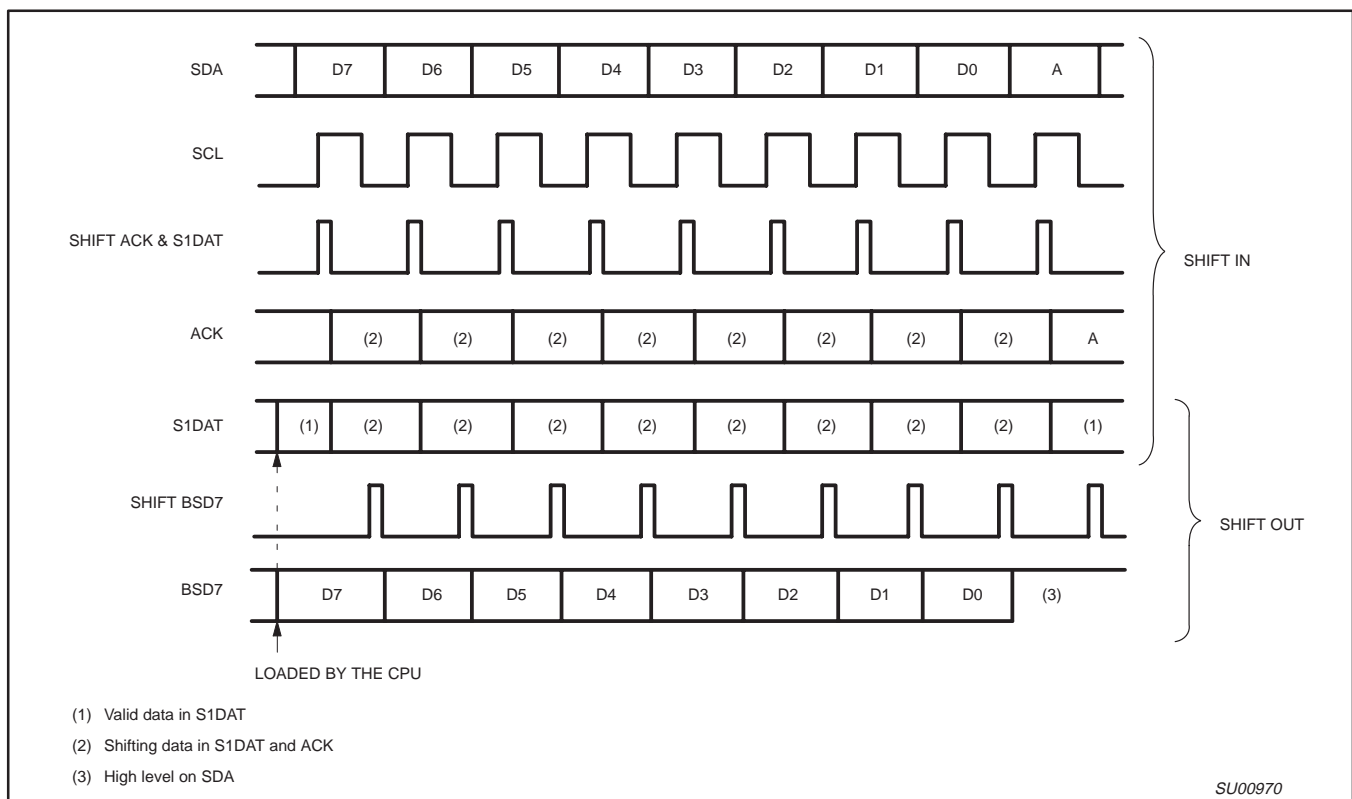 SDA D7 D6 D5 D4 D3 D2 D1 D0 A
SCL
SHIFT ACK & S1DAT
SHIFT IN
ACK (2) (2) (2) (2) (2) (2) (2) (2) A
S1DAT (1) (2) (2) (2) (2) (2) (2) (2) (2) (1)
SHIFT BSD7
SHIFT OUT
BSD7 D7 D6 D5 D4 D3 D2 D1 D0 (3)
LOADED BY THE CPU
(1) Valid data in S1DAT
(2) Shifting data in S1DAT and ACK
(3) High level on SDA
SU00970